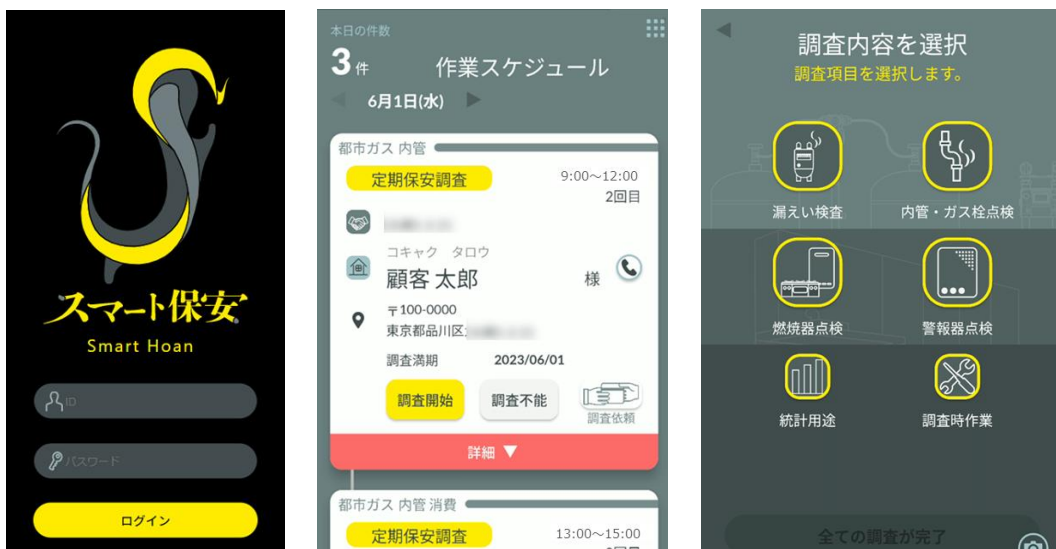 スマート保安
Smart Hoan
ID
パスワード
ログイン
本日の件数
3件
作業スケジュール
6月1日(水)
都市ガス 内管
定期保安調査
9:00～12:00
2回目
コキャク タロウ
顧客 太郎
様
〒100-0000
東京都品川区
調査満期 2023/06/01
調査開始
調査不能
調査依頼
詳細 ▼
都市ガス 内管 消費
定期保安調査
13:00～15:00
調査内容を選択
調査項目を選択します。
漏えい検査
内管・ガス栓点検
燃焼器点検
警報器点検
統計用途
調査時作業
全ての調査が完了